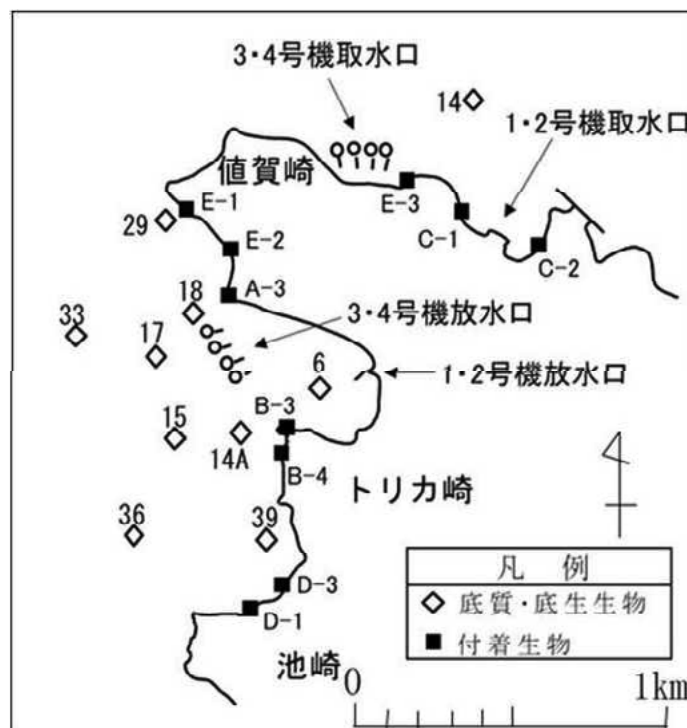 3・4号機取水口
14
1・2号機取水口
値賀崎
E-1
E-3
29
C-1
E-2
C-2
A-3
18
33
3・4号機放水口
17
6
1・2号機放水口
B-3
15
14A
B-4
トリカ崎
36
39
凡 例
D-3
底質・底生生物
D-1
付着生物
池崎
0
1km